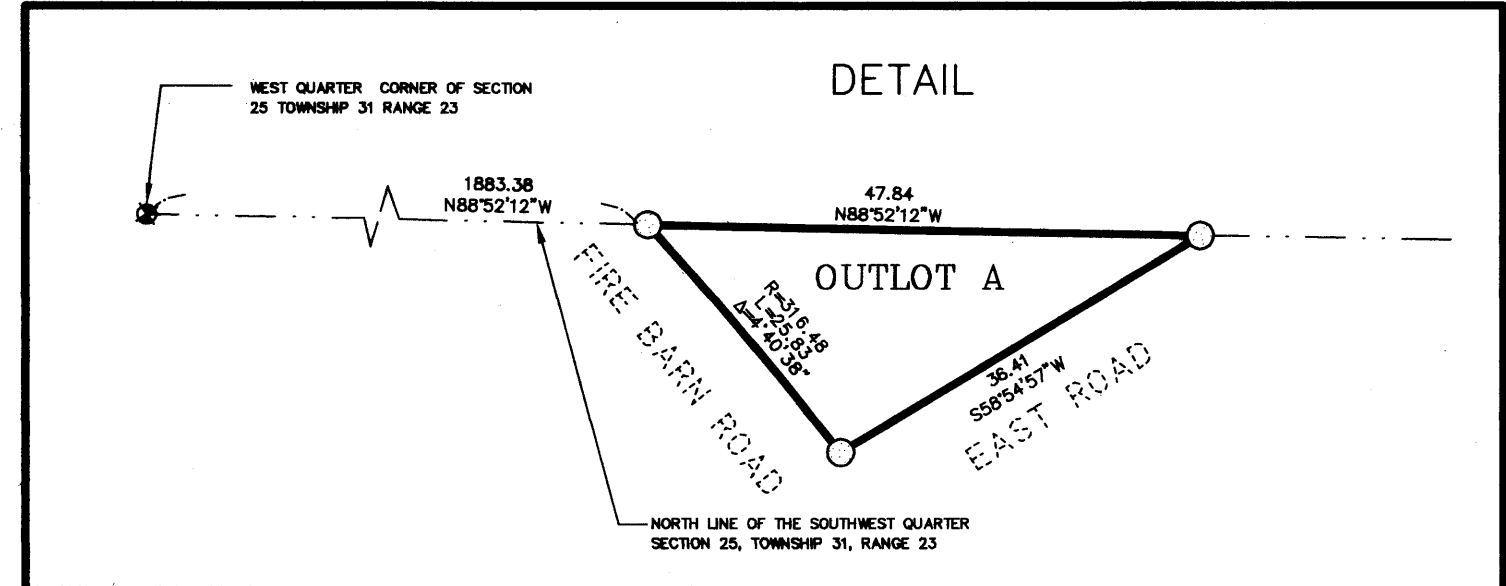 DETAIL
WEST QUARTER CORNER OF SECTION
25 TOWNSHIP 31 RANGE 23
1883.38
N88°52'12"W
47.84
N88°52'12"W
OUTLOT A
R=316.48
L=25.83
Δ=4°40'38"
FIRE BARN ROAD
36.41
S58°54'57"W
EAST ROAD
NORTH LINE OF THE SOUTHWEST QUARTER
SECTION 25, TOWNSHIP 31, RANGE 23